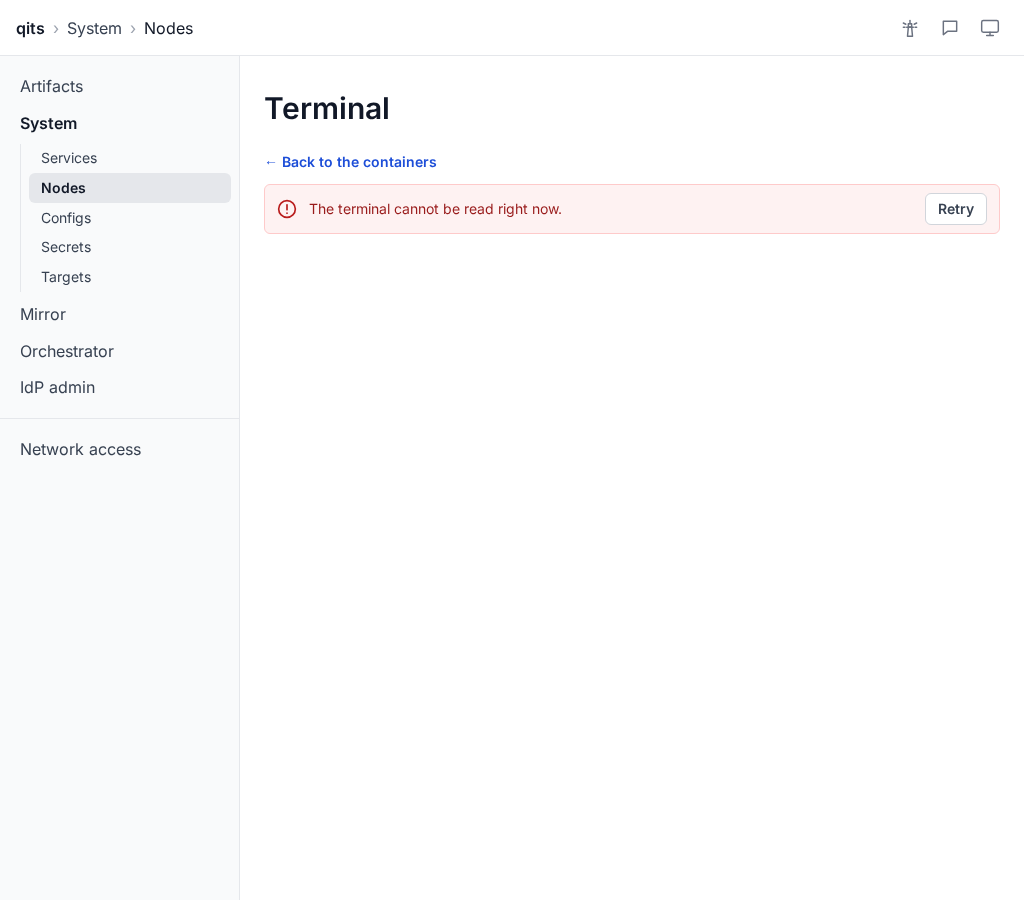 qits › System › Nodes
Artifacts
System
Services
Nodes
Configs
Secrets
Targets
Mirror
Orchestrator
IdP admin
Network access
Terminal
← Back to the containers
The terminal cannot be read right now.
Retry